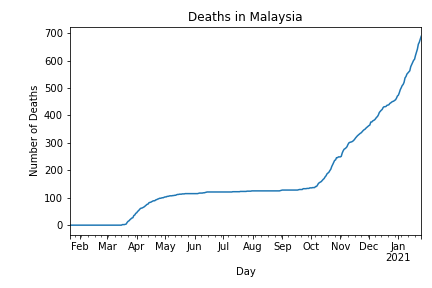 Deaths in Malaysia
Number of Deaths
700
600
500
400
300
200
100
0
Feb Mar Apr May Jun Jul Aug Sep Oct Nov Dec Jan
2021
Day